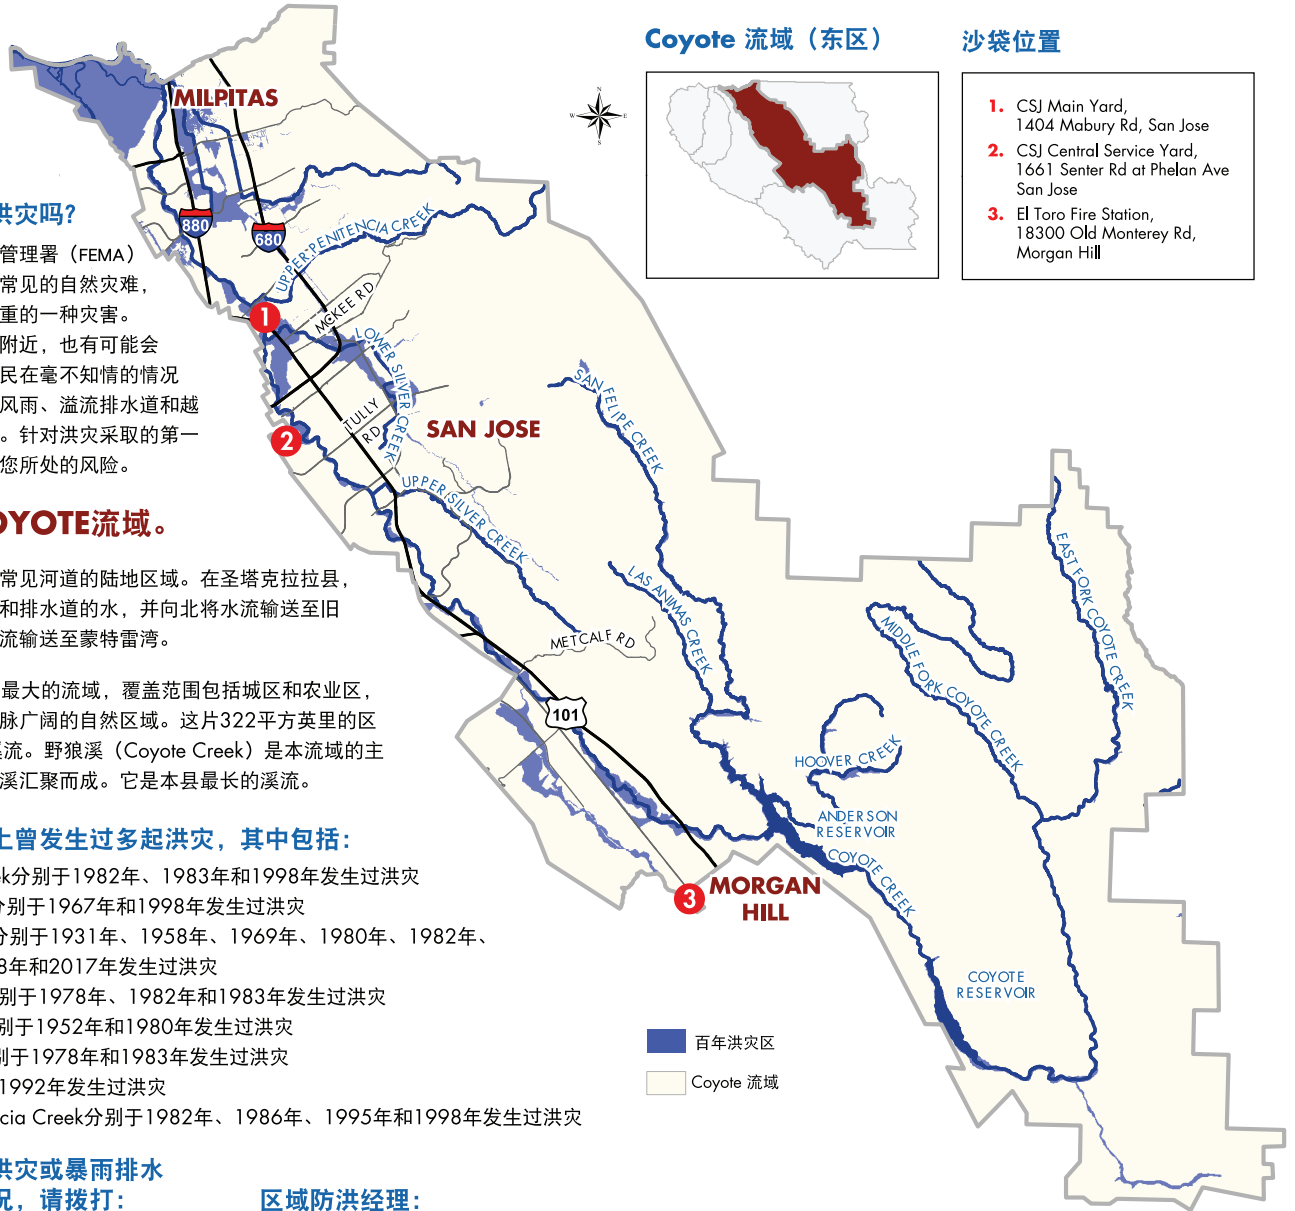 Coyote 流域（东区）
沙袋位置
1. CSJ Main Yard,
1404 Mabury Rd, San Jose
2. CSJ Central Service Yard,
1661 Senter Rd at Phelan Ave
San Jose
3. El Toro Fire Station,
18300 Old Monterey Rd,
Morgan Hill
N
W
E
S
MILPITAS
880
680
UPPER PENITENCIA CREEK
1
MCKEE RD
LOWER SILVER CREEK
TULLY
RD
2
SAN JOSE
SAN FELIPE CREEK
UPPER SILVER CREEK
LAS ANIMAS CREEK
METCALF RD
101
EAST FORK COYOTE CREEK
MIDDLE FORK COYOTE CREEK
HOOVER CREEK
ANDERSON
RESERVOIR
COYOTE CREEK
3
MORGAN
HILL
COYOTE
RESERVOIR
百年洪灾区
Coyote 流域
洪灾吗？
管理署（FEMA）
常见的自然灾难，
重的一种灾害。
附近，也有可能会
民在毫不知情的情况
风雨、溢流排水道和越
。针对洪灾采取的第一
您所处的风险。
OYOTE流域。
常见河道的陆地区域。在圣塔克拉拉县，
和排水道的水，并向北将水流输送至旧
流输送至蒙特雷湾。
最大的流域，覆盖范围包括城区和农业区，
脉广阔的自然区域。这片322平方英里的区
溪流。野狼溪（Coyote Creek）是本流域的主
溪汇聚而成。它是本县最长的溪流。
上曾发生过多起洪灾，其中包括：
ek分别于1982年、1983年和1998年发生过洪灾
分别于1967年和1998年发生过洪灾
分别于1931年、1958年、1969年、1980年、1982年、
8年和2017年发生过洪灾
别于1978年、1982年和1983年发生过洪灾
别于1952年和1980年发生过洪灾
别于1978年和1983年发生过洪灾
1992年发生过洪灾
cia Creek分别于1982年、1986年、1995年和1998年发生过洪灾
洪灾或暴雨排水
况，请拨打：
区域防洪经理：